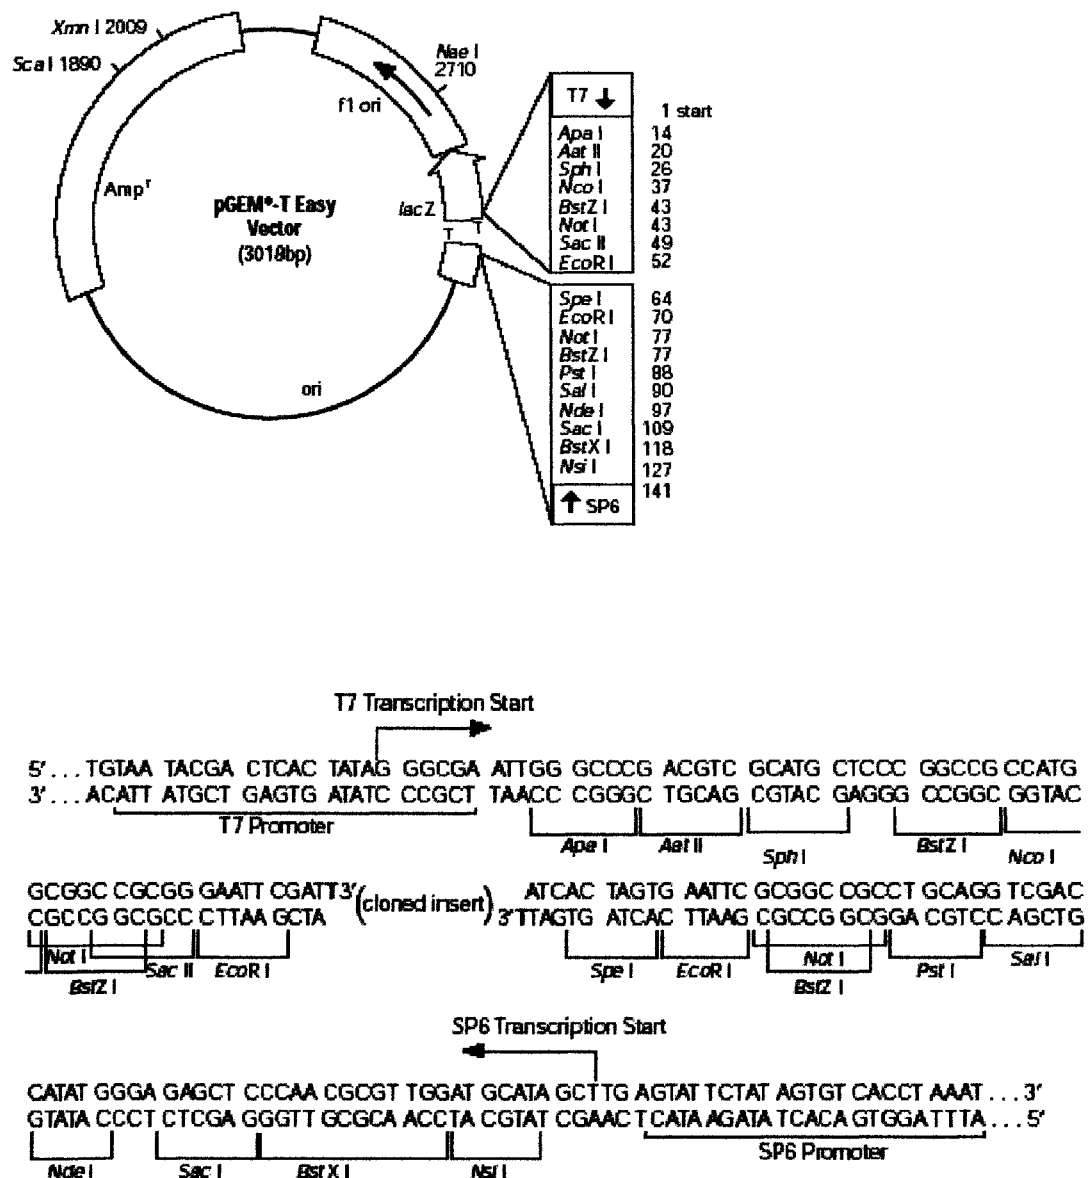 Xmn I 2009
Sca I 1890
Nae I
2710
f1 ori
Amp r
pGEM®-T Easy
Vector
(3018bp)
lacZ
T T
ori
T7 ↓
1 start
Apa I 14
Aat II 20
Sph I 26
Nco I 37
BstZ I 43
Not I 43
Sac II 49
EcoR I 52
Spe I 64
EcoR I 70
Not I 77
BstZ I 77
Pst I 88
Sal I 90
Nde I 97
Sac I 109
BstX I 118
Nsi I 127
141
↑ SP6
T7 Transcription Start
5′ . . . TGTAA TACGA CTCAC TATAG GGCGA ATTGG GCCCG ACGTC GCATG CTCCC GGCCG CCATG
3′ . . . ACATT ATGCT GAGTG ATATC CCGCT TAACC CGGGC TGCAG CGTAC GAGGG CCGGC GGTAC
T7 Promoter
Apa I Aat II Sph I BstZ I Nco I
GCGGC CGCGG GAATT CGATT3′ (cloned insert) ATCAC TAGTG AATTC GCGGC CGCCT GCAGG TCGAC
CGCCG GCGCC CTTAA GCTA 3′TTAGTG ATCAC TTAAG CGCCG GCGGA CGTCC AGCTG
Not I Sac II EcoR I Spe I EcoR I Not I Pst I Sal I
BstZ I BstZ I
SP6 Transcription Start
CATAT GGGA GAGCT CCCAA CGCGT TGGAT GCATA GCTTG AGTAT TCTAT AGTGT CACCT AAAT . . . 3′
GTATA CCCT CTCGA GGGTT GCGCA ACCTA CGTAT CGAACT CATAAGATA TCACA GTGGATTTA . . . 5′
Nde I Sac I BstX I Nsi I SP6 Promoter